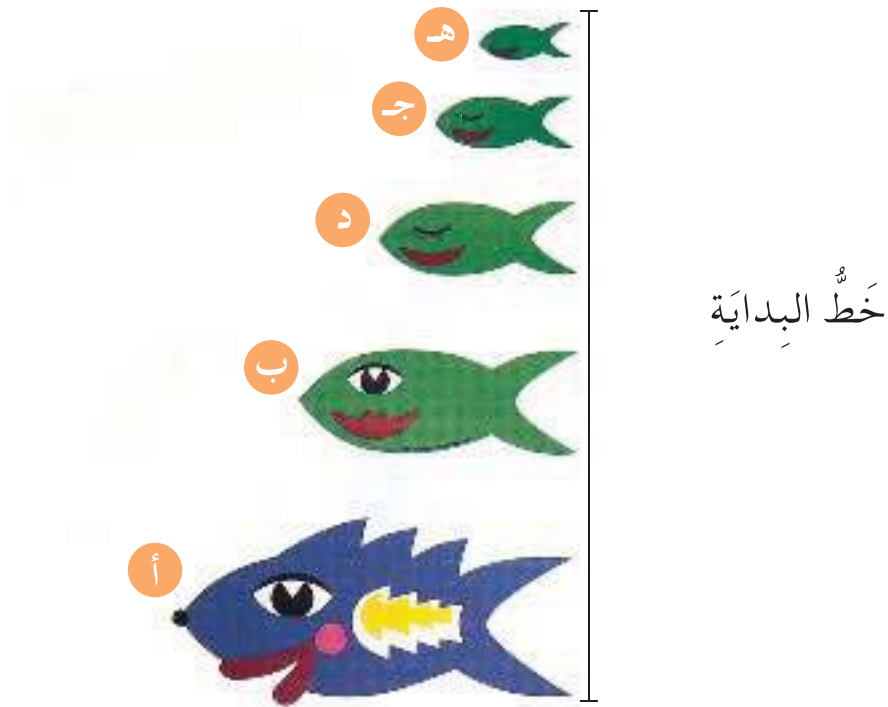 هـ
جـ
د
خَطُّ البِدايَةِ
ب
أ